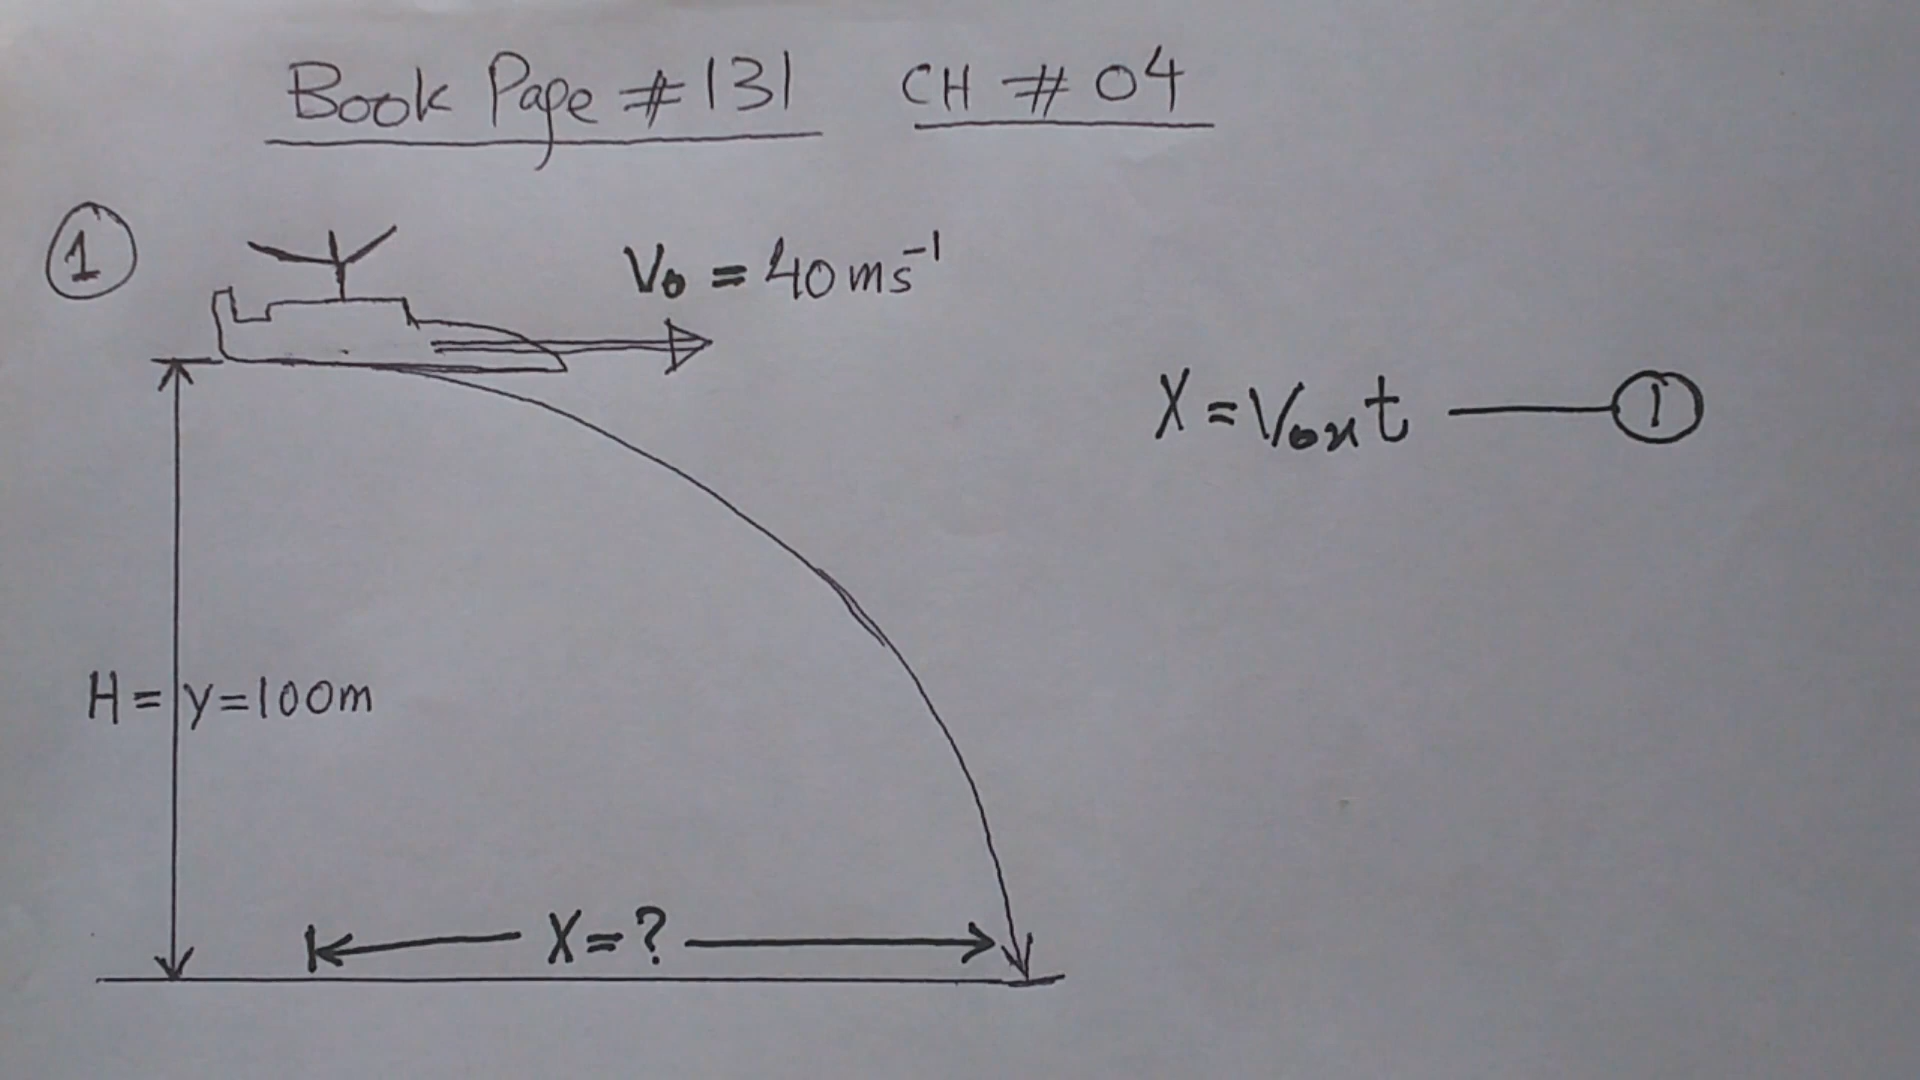 Book Page # 131 CH # 04
1
V₀ = 40 ms⁻¹
X = V₀ₓt ——— 1
H = y = 100m
X = ?